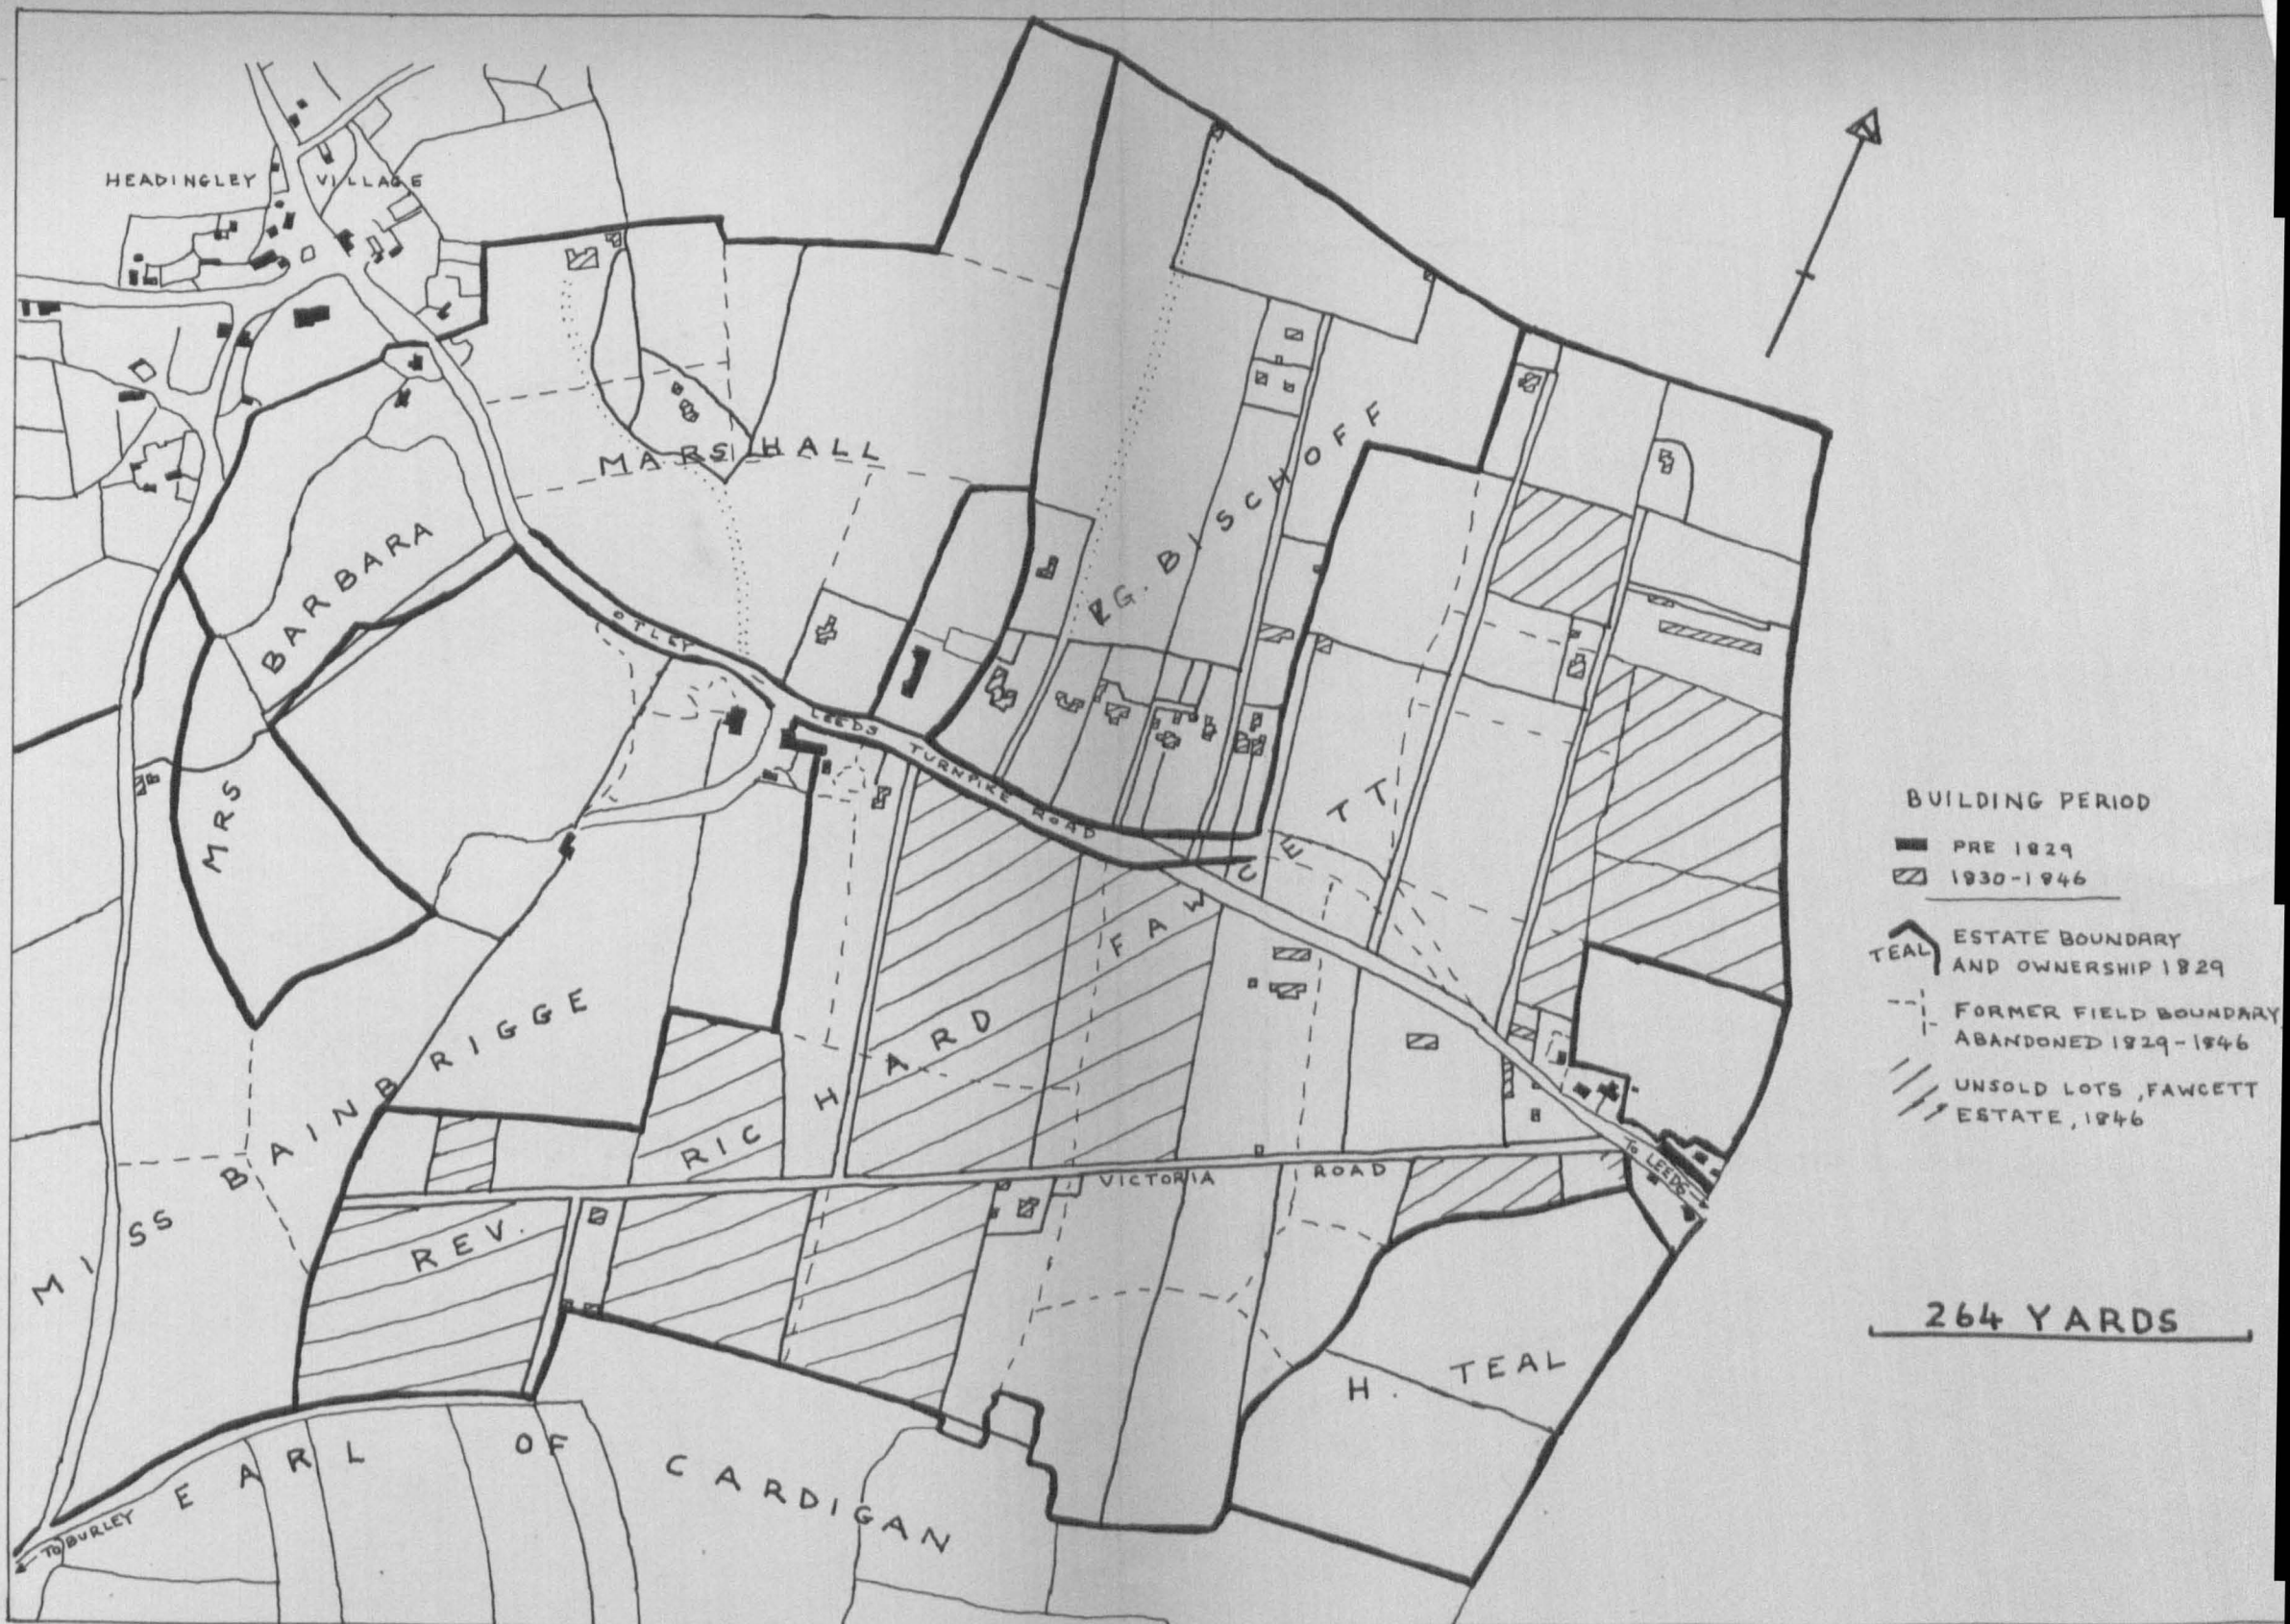 HEADINGLEY VILLAGE
MARSHALL
MRS BARBARA
G. BISCHOFF
OTLEY LEEDS TURNPIKE ROAD
MISS BAINBRIGGE
REV. RICHARD FAWCETT
VICTORIA ROAD
TO LEEDS
H. TEAL
EARL OF CARDIGAN
TO BURLEY
BUILDING PERIOD
PRE 1829
1830-1846
TEAL
ESTATE BOUNDARY
AND OWNERSHIP 1829
FORMER FIELD BOUNDARY
ABANDONED 1829-1846
UNSOLD LOTS, FAWCETT
ESTATE, 1846
264 YARDS